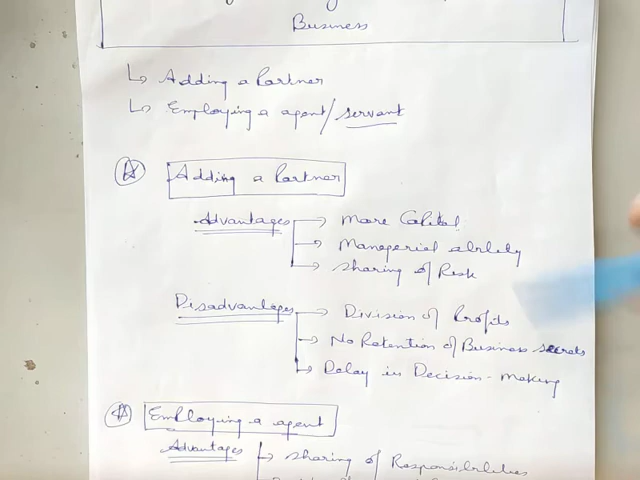 Business
↳ Adding a Partner
↳ Employing a agent/servant
Adding a Partner
Advantages → More Capital
→ Managerial ability
→ Sharing of Risk
Disadvantages → Division of Profits
→ No Retention of Business secrets
→ Delay in Decision-Making
Employing a agent
Advantages → Sharing of Responsibilities